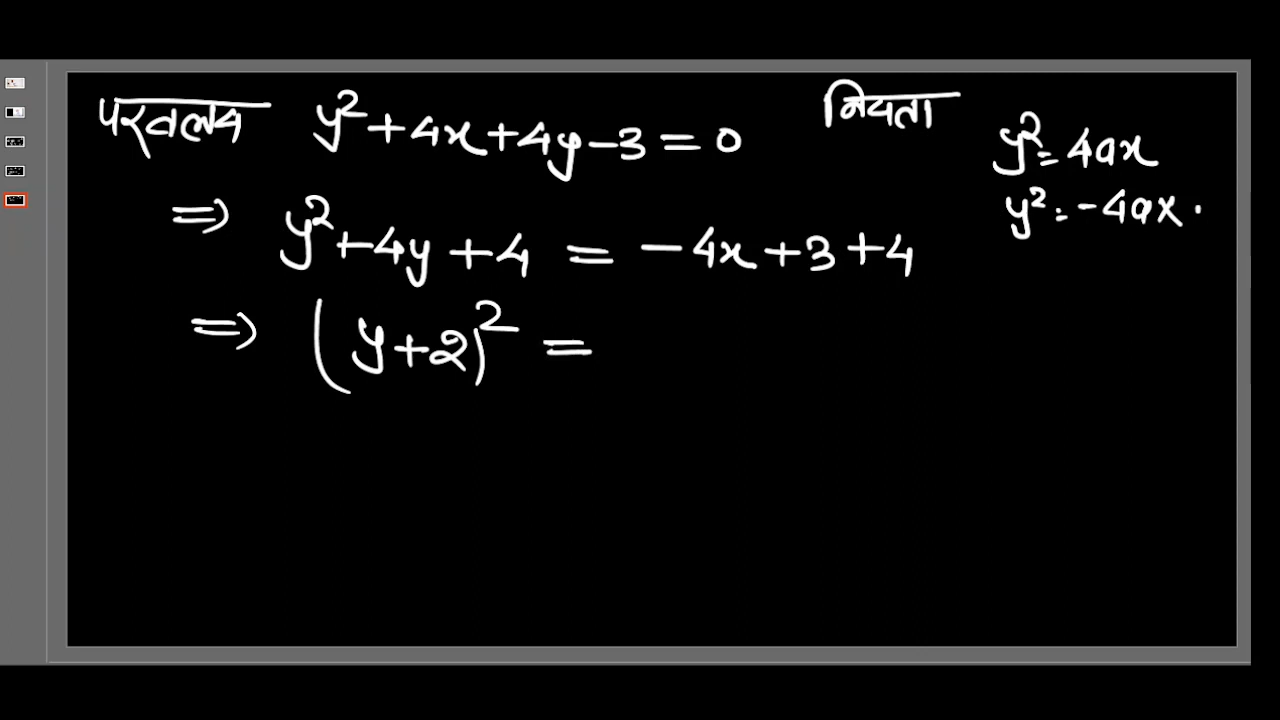 परवलय y² + 4x + 4y - 3 = 0 नियता
y² = 4ax
y² = -4ax.
⇒ y² + 4y + 4 = -4x + 3 + 4
⇒ (y + 2)² =